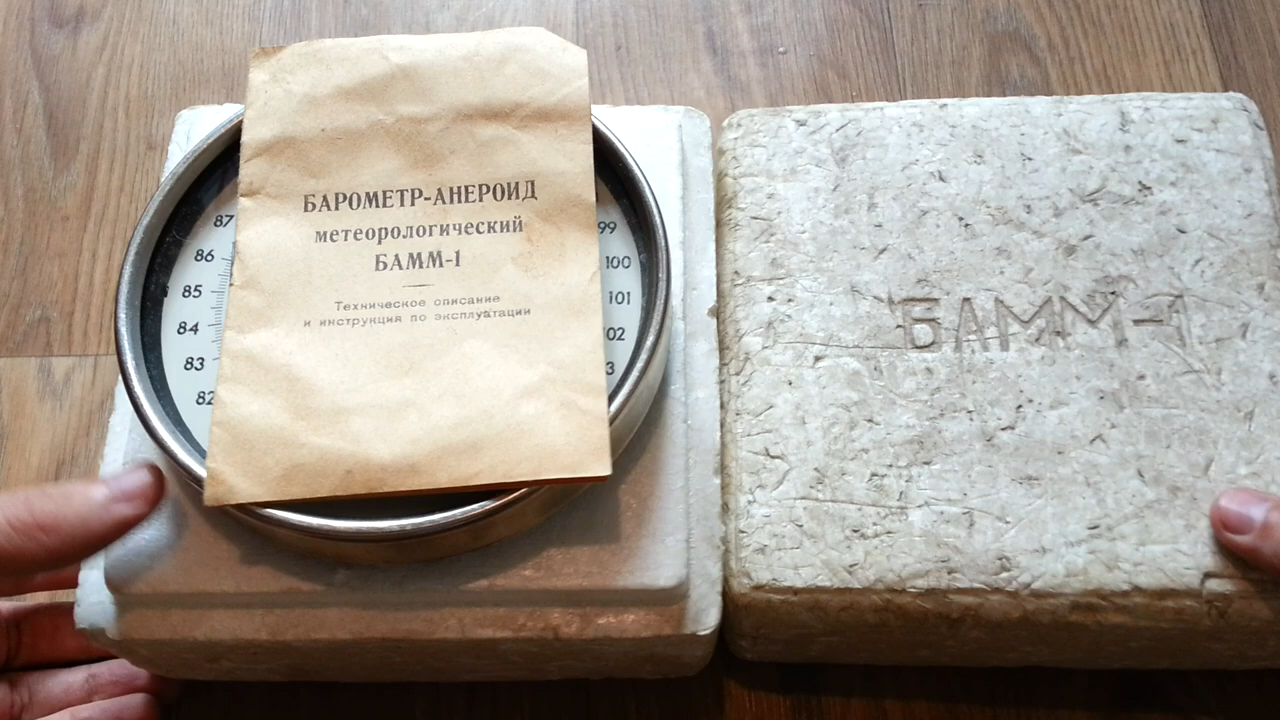 БАРОМЕТР-АНЕРОИД
метеорологический
БАММ-1
Техническое описание
и инструкция по эксплуатации
87
86
85
84
83
82
99
100
101
02
3
БАММ-1